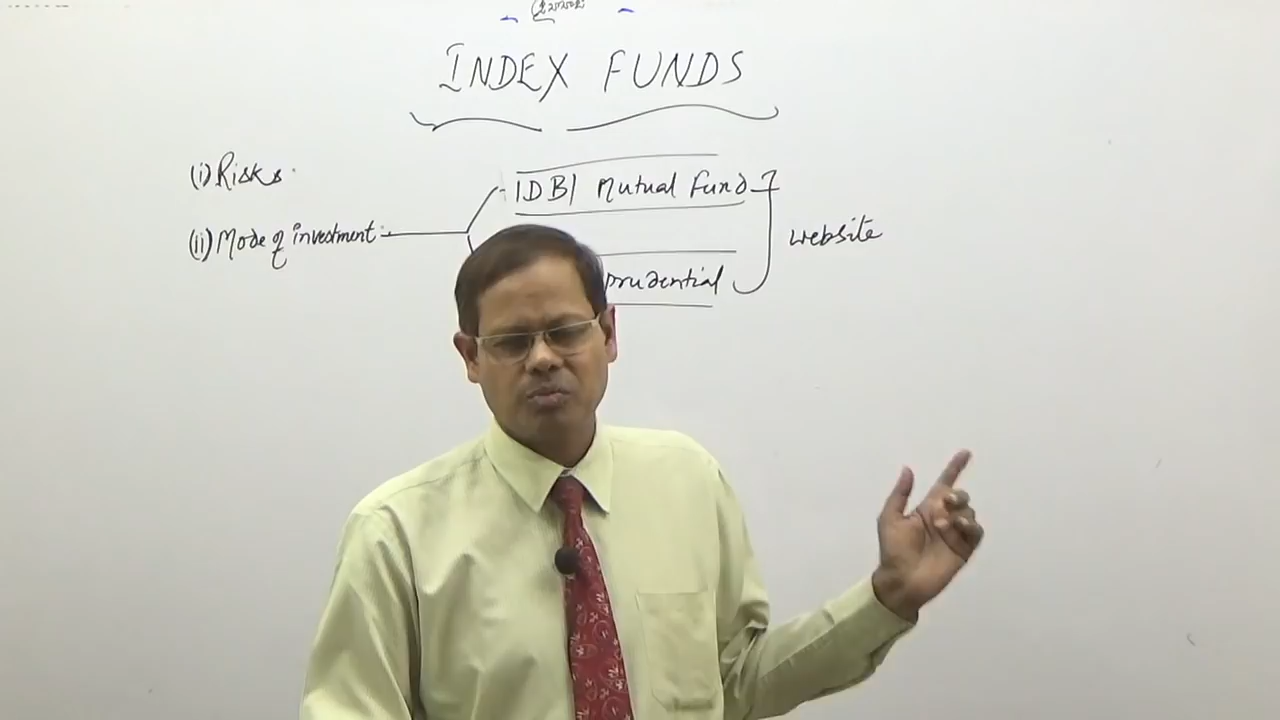 INDEX FUNDS
(i) Risks.
IDBI Mutual Fund
(ii) Mode of investment:
website
prudential